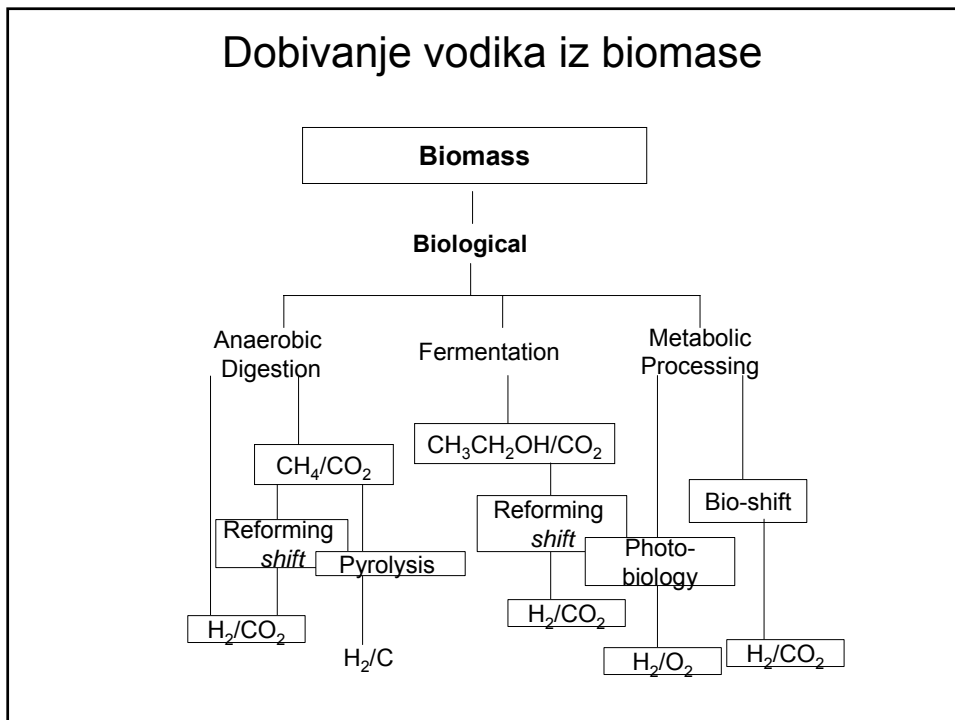 Dobivanje vodika iz biomase
Biomass
Biological
Anaerobic
Digestion
Fermentation
Metabolic
Processing
CH₄/CO₂
CH₃CH₂OH/CO₂
Bio-shift
Reforming
shift
Pyrolysis
Reforming
shift
Photo-
biology
H₂/CO₂
H₂/C
H₂/CO₂
H₂/O₂
H₂/CO₂